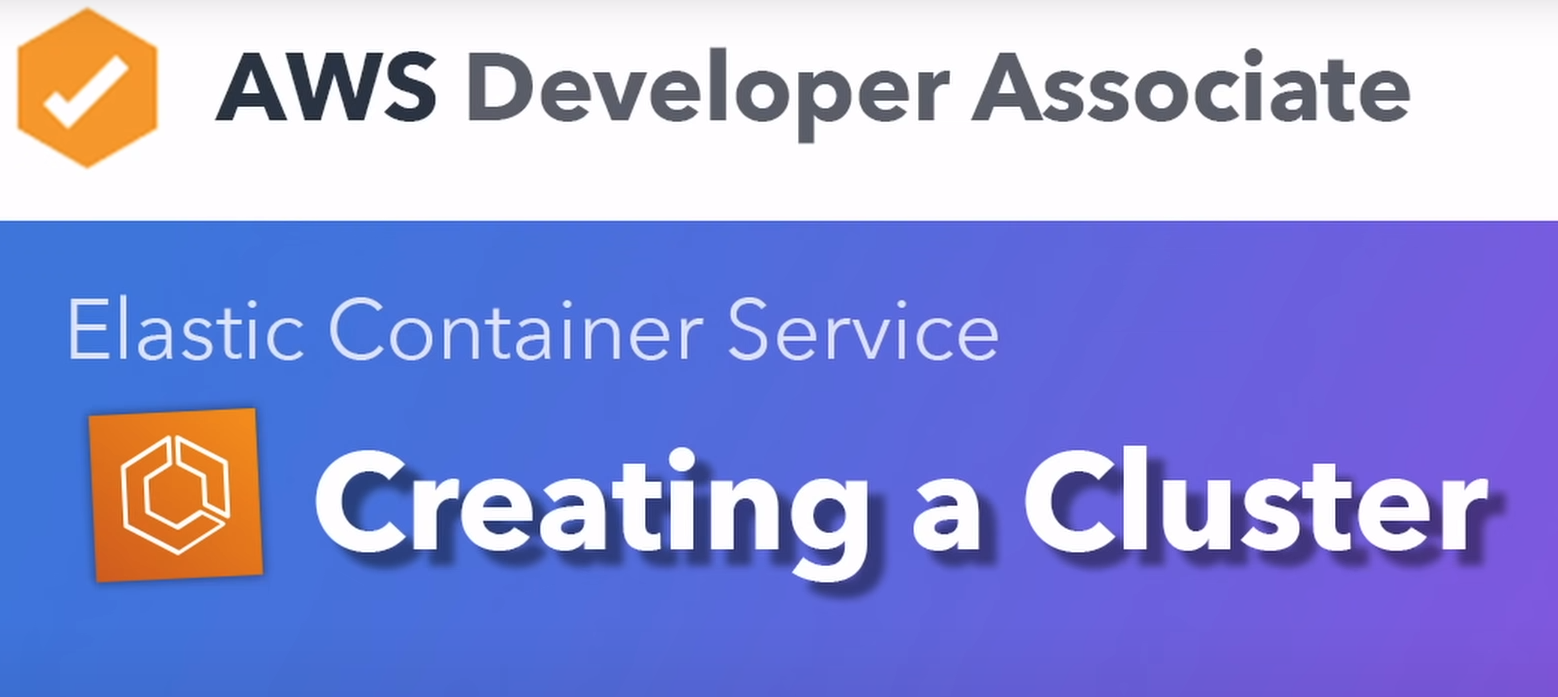 AWS Developer Associate
Elastic Container Service
Creating a Cluster